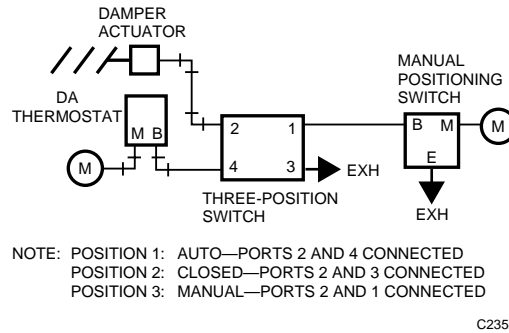 DAMPER
ACTUATOR
DA
THERMOSTAT
M B
M
2 1
4 3
EXH
THREE-POSITION
SWITCH
MANUAL
POSITIONING
SWITCH
B M
E
M
EXH
NOTE: POSITION 1: AUTO—PORTS 2 AND 4 CONNECTED
POSITION 2: CLOSED—PORTS 2 AND 3 CONNECTED
POSITION 3: MANUAL—PORTS 2 AND 1 CONNECTED
C235